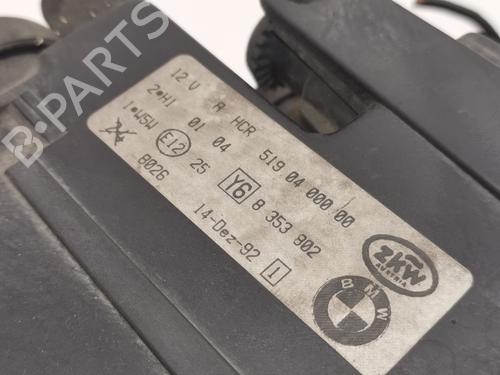 12 V A HCR 519 04 000 00
2*H1 01 04
1*W5W E12 25 Y6 8 353 902
8026 14-Dez-92 1
ZKW
AUSTRIA
BMW
B-PARTS